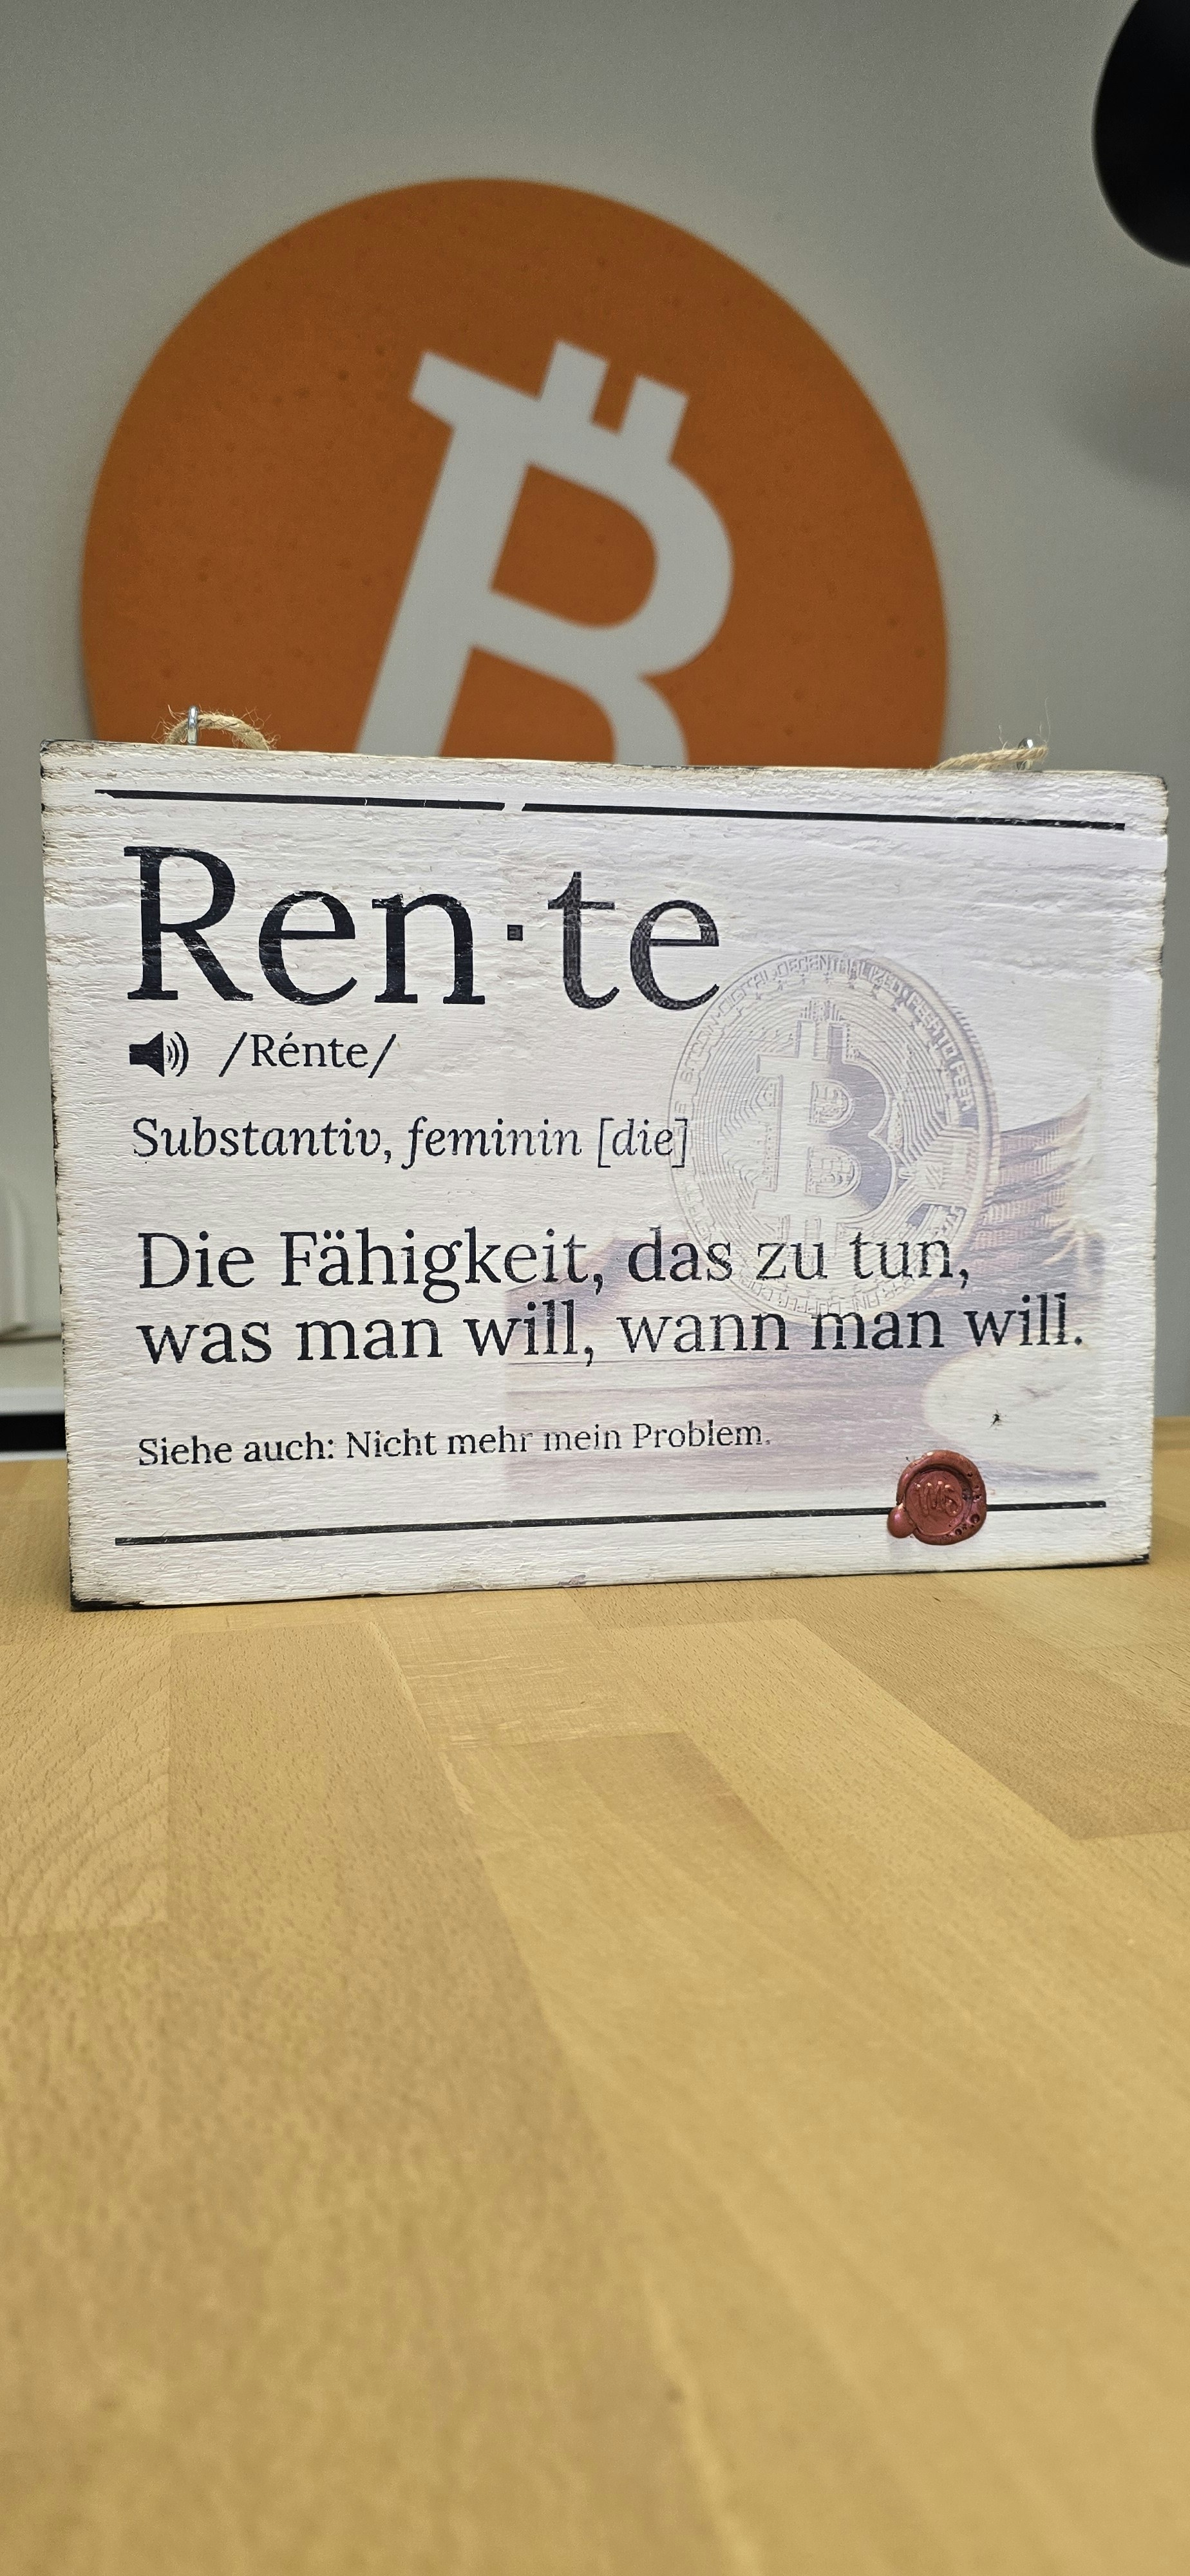 Ren·te
/Rénte/
Substantiv, feminin [die]
Die Fähigkeit, das zu tun,
was man will, wann man will.
Siehe auch: Nicht mehr mein Problem.